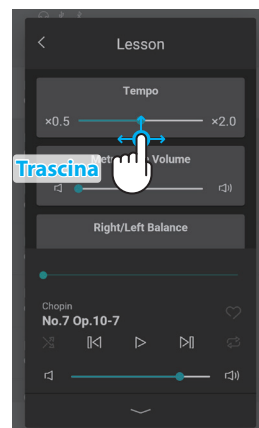 Lesson
Tempo
×0.5 ×2.0
Volume
Trascina
Right/Left Balance
Chopin
No.7 Op.10-7